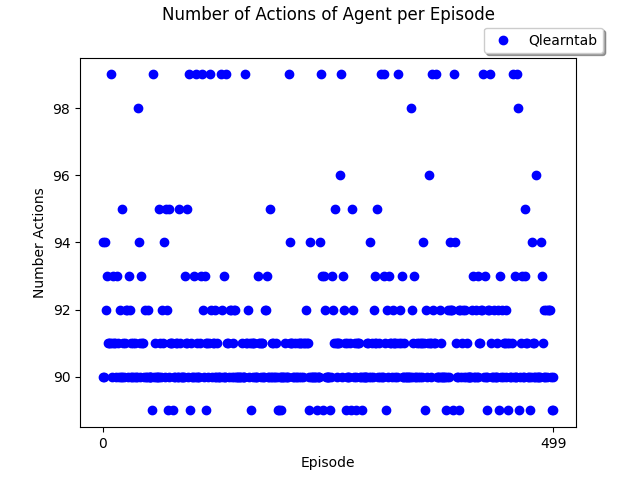 Number of Actions of Agent per Episode
Qlearntab
98
96
94
92
90
Number Actions
0
499
Episode